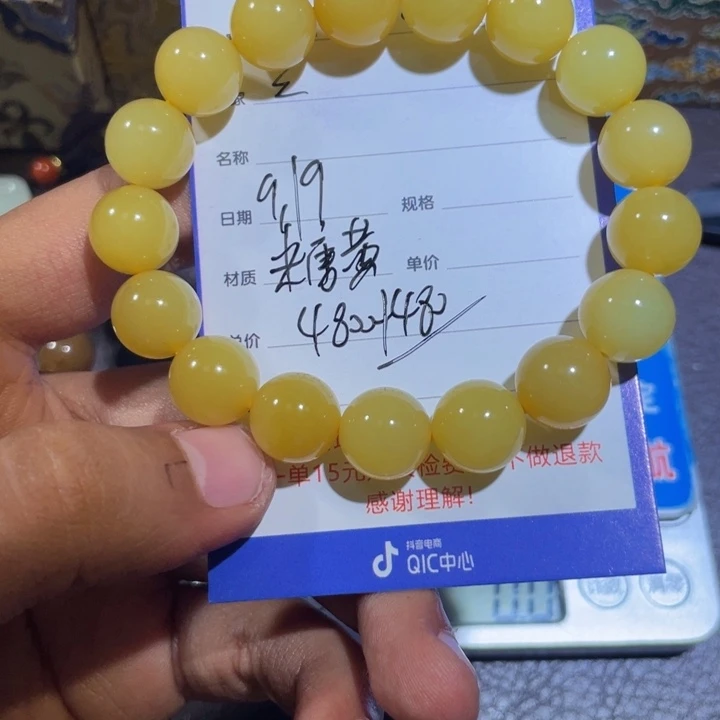 名称
日期 9/9 规格
材质 米唐黄 单价
总价 4800/480
单15元
不做退款
感谢理解!
抖音电商
QIC中心